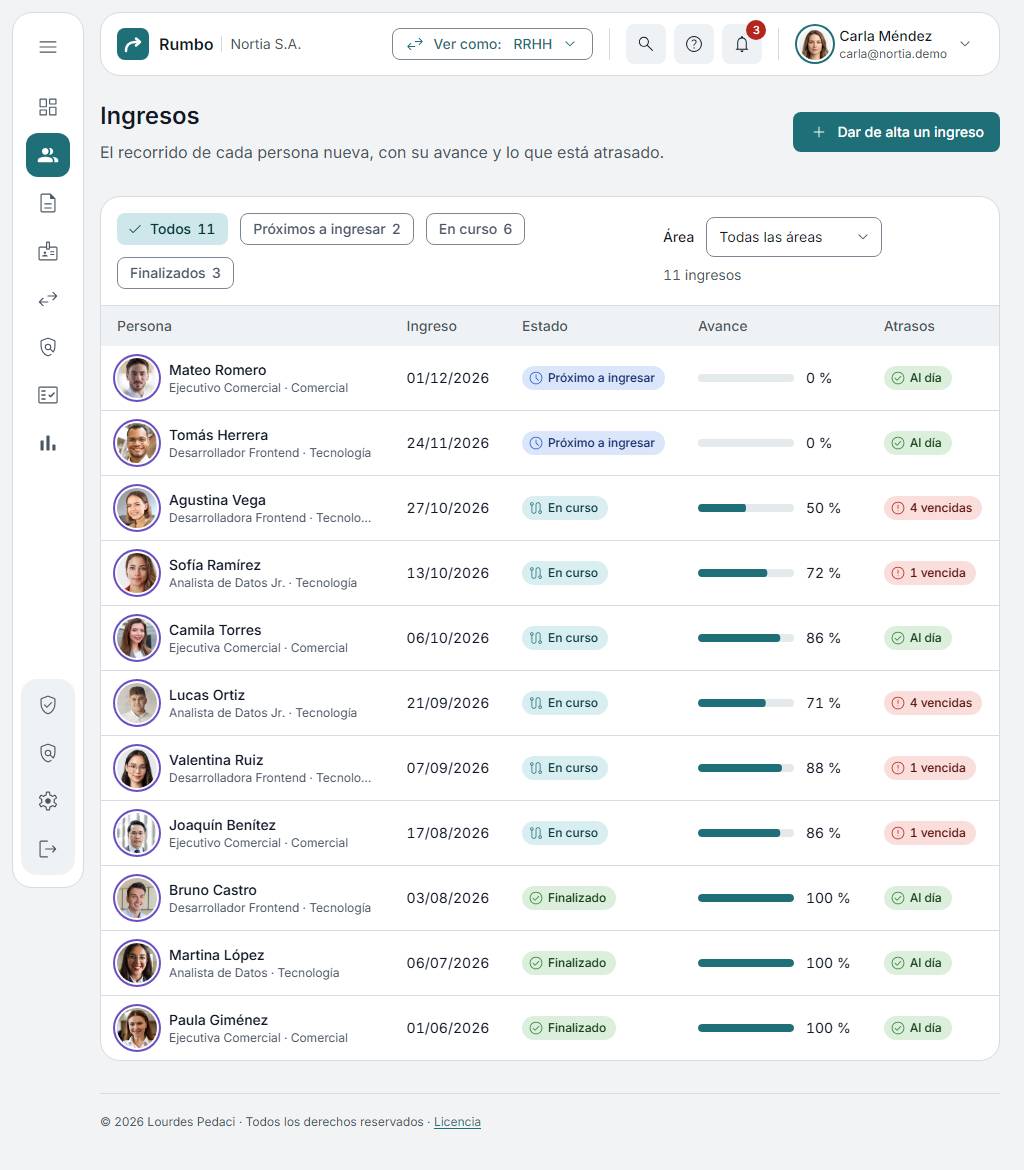 Rumbo
Nortia S.A.
Ver como: RRHH
3
Carla Méndez
carla@nortia.demo
Ingresos
El recorrido de cada persona nueva, con su avance y lo que está atrasado.
Dar de alta un ingreso
Todos 11
Próximos a ingresar 2
En curso 6
Finalizados 3
Área
Todas las áreas
11 ingresos
Persona Ingreso Estado Avance Atrasos
Mateo Romero
Ejecutivo Comercial · Comercial
01/12/2026 Próximo a ingresar 0 % Al día
Tomás Herrera
Desarrollador Frontend · Tecnología
24/11/2026 Próximo a ingresar 0 % Al día
Agustina Vega
Desarrolladora Frontend · Tecnolo...
27/10/2026 En curso 50 % 4 vencidas
Sofía Ramírez
Analista de Datos Jr. · Tecnología
13/10/2026 En curso 72 % 1 vencida
Camila Torres
Ejecutiva Comercial · Comercial
06/10/2026 En curso 86 % Al día
Lucas Ortiz
Analista de Datos Jr. · Tecnología
21/09/2026 En curso 71 % 4 vencidas
Valentina Ruiz
Desarrolladora Frontend · Tecnolo...
07/09/2026 En curso 88 % 1 vencida
Joaquín Benítez
Ejecutivo Comercial · Comercial
17/08/2026 En curso 86 % 1 vencida
Bruno Castro
Desarrollador Frontend · Tecnología
03/08/2026 Finalizado 100 % Al día
Martina López
Analista de Datos · Tecnología
06/07/2026 Finalizado 100 % Al día
Paula Giménez
Ejecutiva Comercial · Comercial
01/06/2026 Finalizado 100 % Al día
© 2026 Lourdes Pedaci · Todos los derechos reservados · Licencia